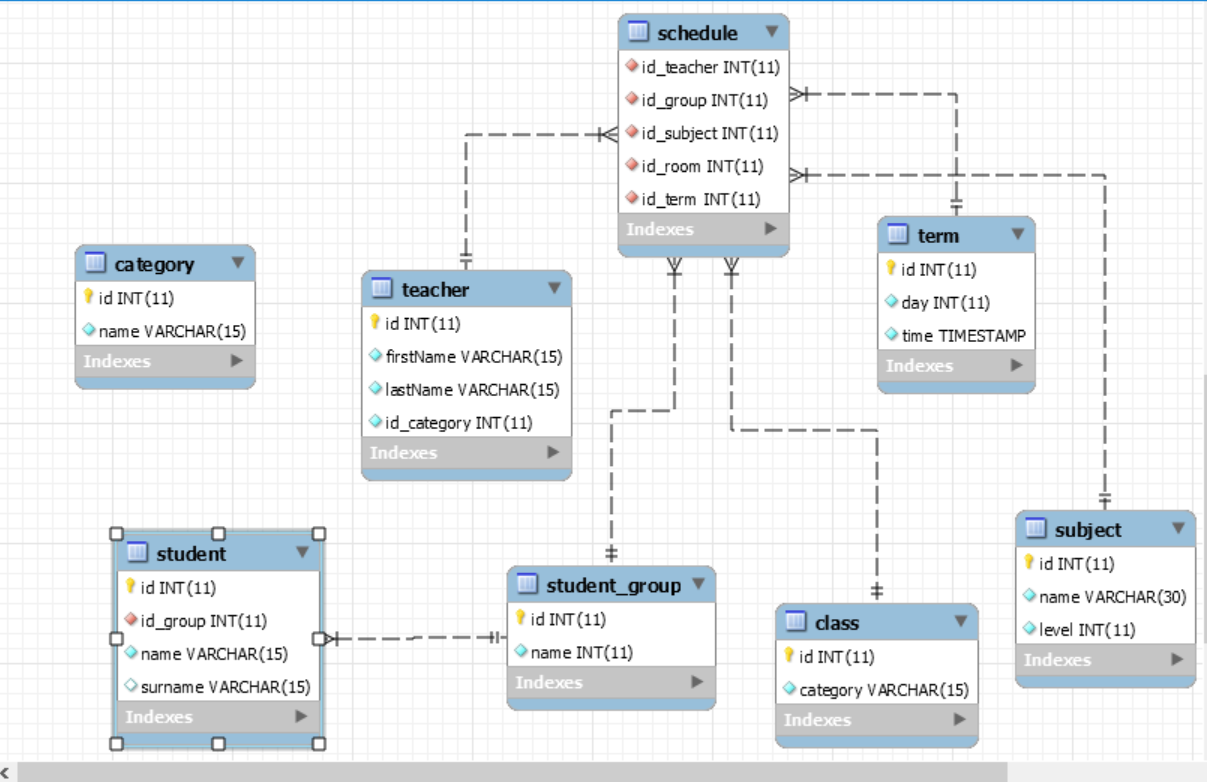 schedule
id_teacher INT(11)
id_group INT(11)
id_subject INT(11)
id_room INT(11)
id_term INT(11)
Indexes
category
id INT(11)
name VARCHAR(15)
Indexes
teacher
id INT(11)
firstName VARCHAR(15)
lastName VARCHAR(15)
id_category INT(11)
Indexes
term
id INT(11)
day INT(11)
time TIMESTAMP
Indexes
student
id INT(11)
id_group INT(11)
name VARCHAR(15)
surname VARCHAR(15)
Indexes
student_group
id INT(11)
name INT(11)
Indexes
class
id INT(11)
category VARCHAR(15)
Indexes
subject
id INT(11)
name VARCHAR(30)
level INT(11)
Indexes